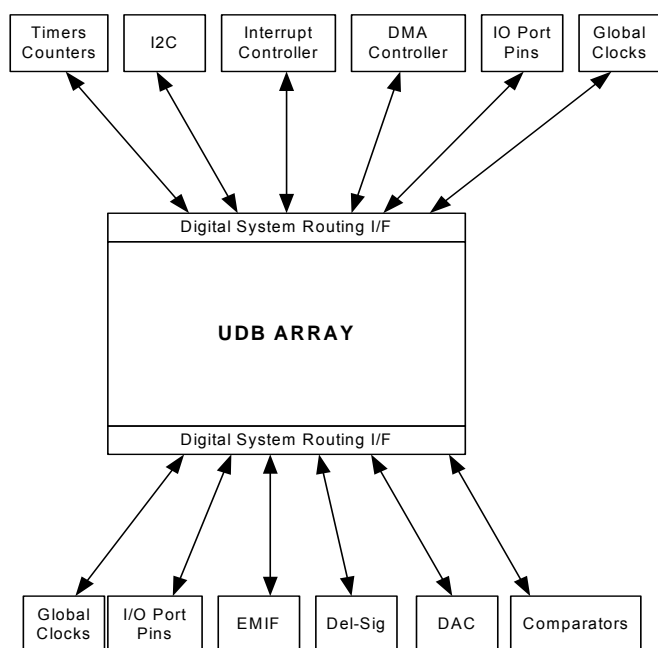 Timers
Counters
I2C
Interrupt
Controller
DMA
Controller
IO Port
Pins
Global
Clocks
Digital System Routing I/F
UDB ARRAY
Digital System Routing I/F
Global
Clocks
I/O Port
Pins
EMIF
Del-Sig
DAC
Comparators